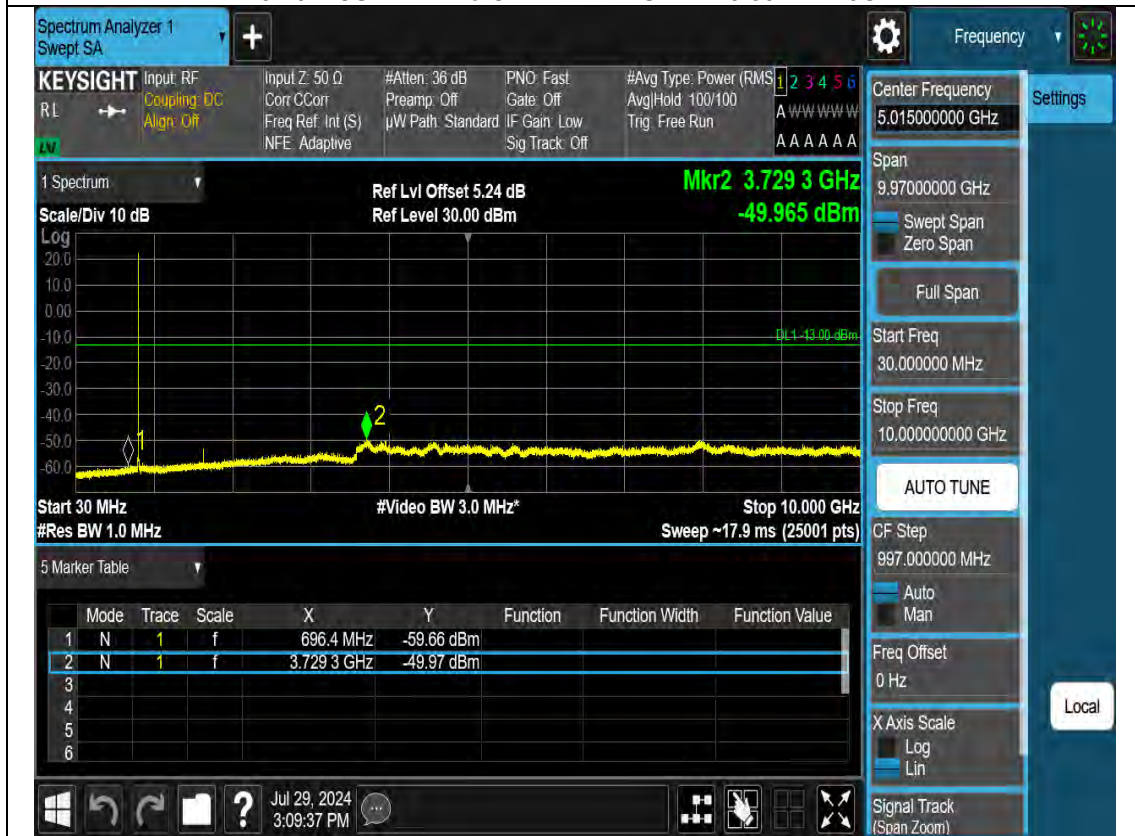 Spectrum Analyzer 1
Swept SA
+
Frequency
KEYSIGHT
RL
LXI
Input: RF
Coupling: DC
Align: Off
Input Z: 50 Ω
Corr CCorr
Freq Ref: Int (S)
NFE: Adaptive
#Atten: 36 dB
Preamp: Off
µW Path: Standard
PNO: Fast
Gate: Off
IF Gain: Low
Sig Track: Off
#Avg Type: Power (RMS
Avg|Hold: 100/100
Trig: Free Run
1 2 3 4 5 6
A W W W W W
A A A A A A
1 Spectrum
Scale/Div 10 dB
Ref Lvl Offset 5.24 dB
Ref Level 30.00 dBm
Mkr2 3.729 3 GHz
-49.965 dBm
Log
20.0
10.0
0.00
-10.0
-20.0
-30.0
-40.0
-50.0
-60.0
DL1 -13.00 dBm
1
2
Start 30 MHz
#Res BW 1.0 MHz
#Video BW 3.0 MHz*
Stop 10.000 GHz
Sweep ~17.9 ms (25001 pts)
5 Marker Table
Mode Trace Scale X Y Function Function Width Function Value
1 N 1 f 696.4 MHz -59.66 dBm
2 N 1 f 3.729 3 GHz -49.97 dBm
3
4
5
6
Jul 29, 2024
3:09:37 PM
?
Center Frequency
5.015000000 GHz
Settings
Span
9.97000000 GHz
Swept Span
Zero Span
Full Span
Start Freq
30.000000 MHz
Stop Freq
10.000000000 GHz
AUTO TUNE
CF Step
997.000000 MHz
Auto
Man
Freq Offset
0 Hz
X Axis Scale
Log
Lin
Local
Signal Track
(Span Zoom)